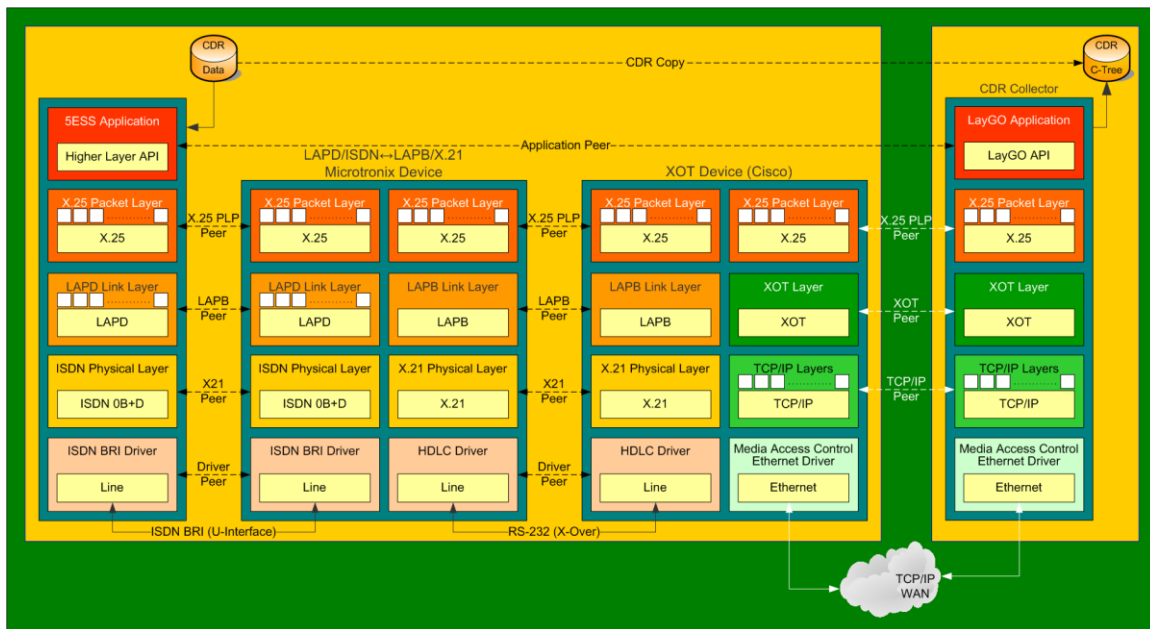 CDR
Data
CDR Copy
CDR
C-Tree
CDR Collector
5ESS Application
Higher Layer API
Application Peer
LayGO Application
LayGO API
LAPD/ISDN↔LAPB/X.21
Microtronix Device
XOT Device (Cisco)
X.25 Packet Layer
X.25
X.25 PLP
Peer
X.25 Packet Layer
X.25
X.25 Packet Layer
X.25
X.25 PLP
Peer
X.25 Packet Layer
X.25
X.25 Packet Layer
X.25
X.25 PLP
Peer
X.25 Packet Layer
X.25
LAPD Link Layer
LAPD
LAPB
Peer
LAPD Link Layer
LAPD
LAPB Link Layer
LAPB
LAPB
Peer
LAPB Link Layer
LAPB
XOT Layer
XOT
XOT
Peer
XOT Layer
XOT
ISDN Physical Layer
ISDN 0B+D
X21
Peer
ISDN Physical Layer
ISDN 0B+D
X.21 Physical Layer
X.21
X21
Peer
X.21 Physical Layer
X.21
TCP/IP Layers
TCP/IP
TCP/IP
Peer
TCP/IP Layers
TCP/IP
ISDN BRI Driver
Line
Driver
Peer
ISDN BRI Driver
Line
HDLC Driver
Line
Driver
Peer
HDLC Driver
Line
Media Access Control
Ethernet Driver
Ethernet
Media Access Control
Ethernet Driver
Ethernet
ISDN BRI (U-Interface)
RS-232 (X-Over)
TCP/IP
WAN